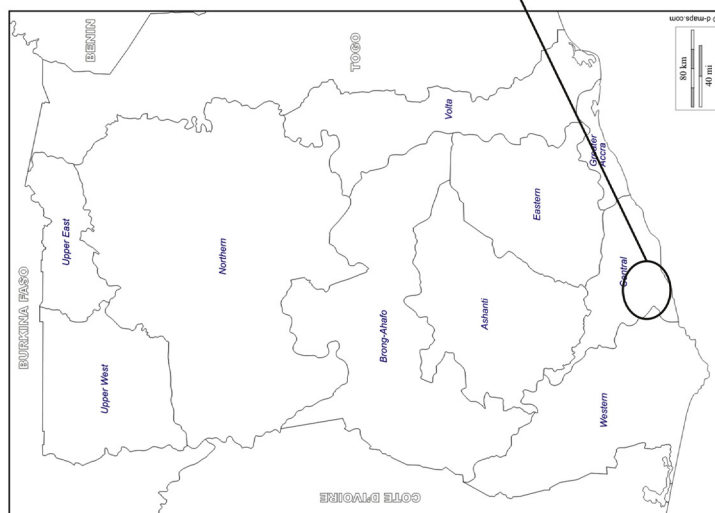 BURKINA FASO
BENIN
Upper East
Upper West
Northern
TOGO
COTE D'IVOIRE
Brong-Ahafo
Volta
Ashanti
Eastern
Greater
Accra
Western
Central
80 km
40 mi
d-maps.com